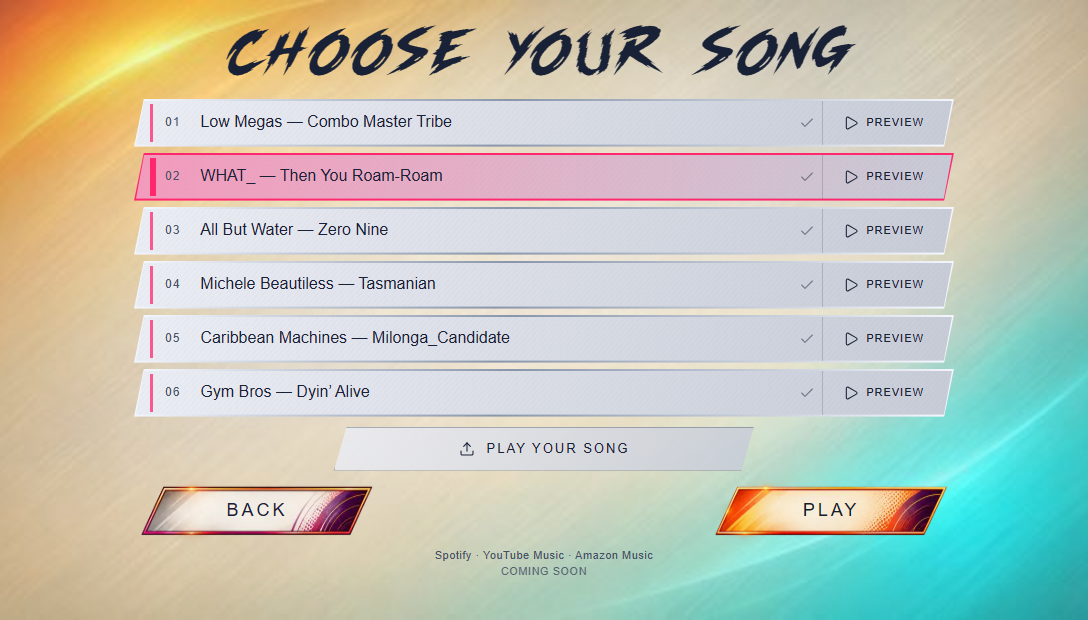 CHOOSE YOUR SONG
01 Low Megas — Combo Master Tribe PREVIEW
02 WHAT_ — Then You Roam-Roam PREVIEW
03 All But Water — Zero Nine PREVIEW
04 Michele Beautiless — Tasmanian PREVIEW
05 Caribbean Machines — Milonga_Candidate PREVIEW
06 Gym Bros — Dyin’ Alive PREVIEW
PLAY YOUR SONG
BACK PLAY
Spotify · YouTube Music · Amazon Music
COMING SOON